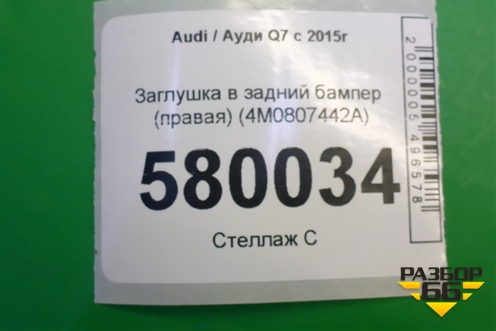 Audi / Ауди Q7 с 2015г
Заглушка в задний бампер
(правая) (4M0807442A)
580034
Стеллаж С
2000005496578
РАЗБОР
66